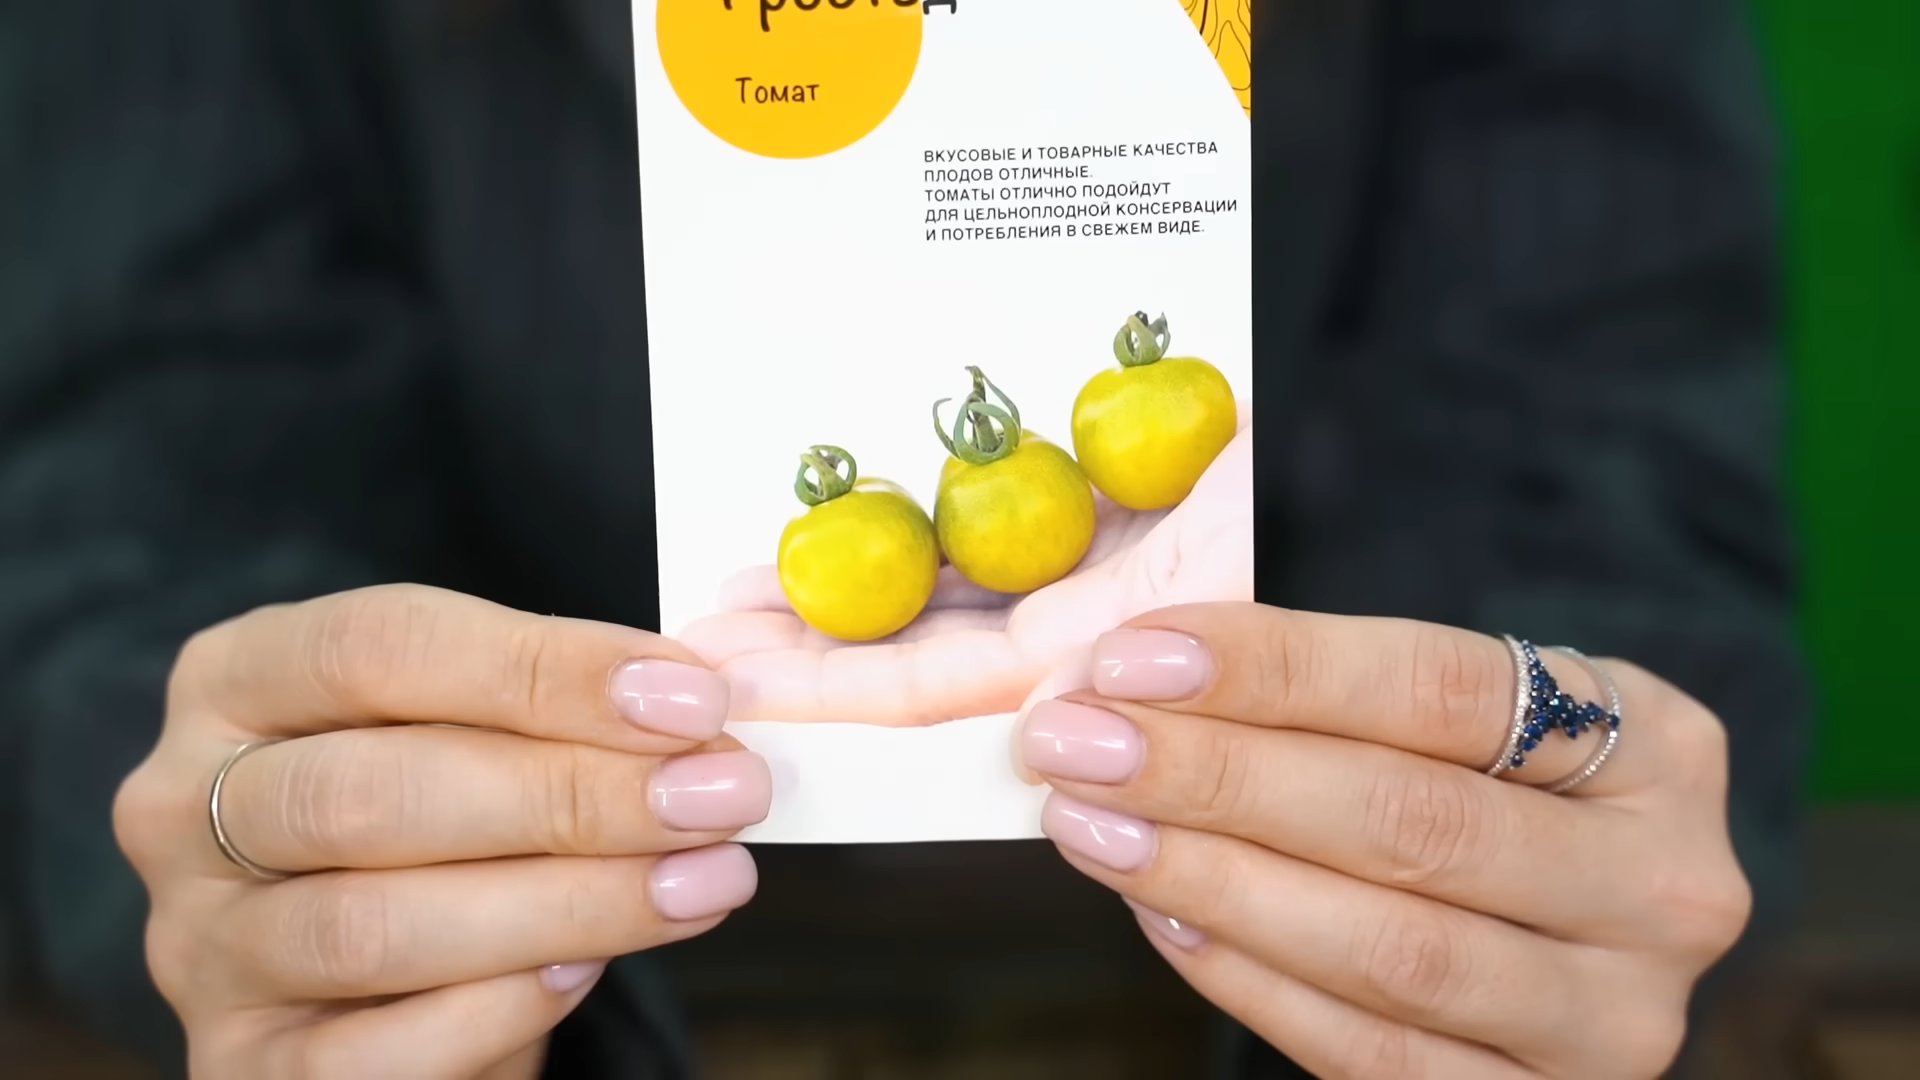 Томат
ВКУСОВЫЕ И ТОВАРНЫЕ КАЧЕСТВА
ПЛОДОВ ОТЛИЧНЫЕ.
ТОМАТЫ ОТЛИЧНО ПОДОЙДУТ
ДЛЯ ЦЕЛЬНОПЛОДНОЙ КОНСЕРВАЦИИ
И ПОТРЕБЛЕНИЯ В СВЕЖЕМ ВИДЕ.